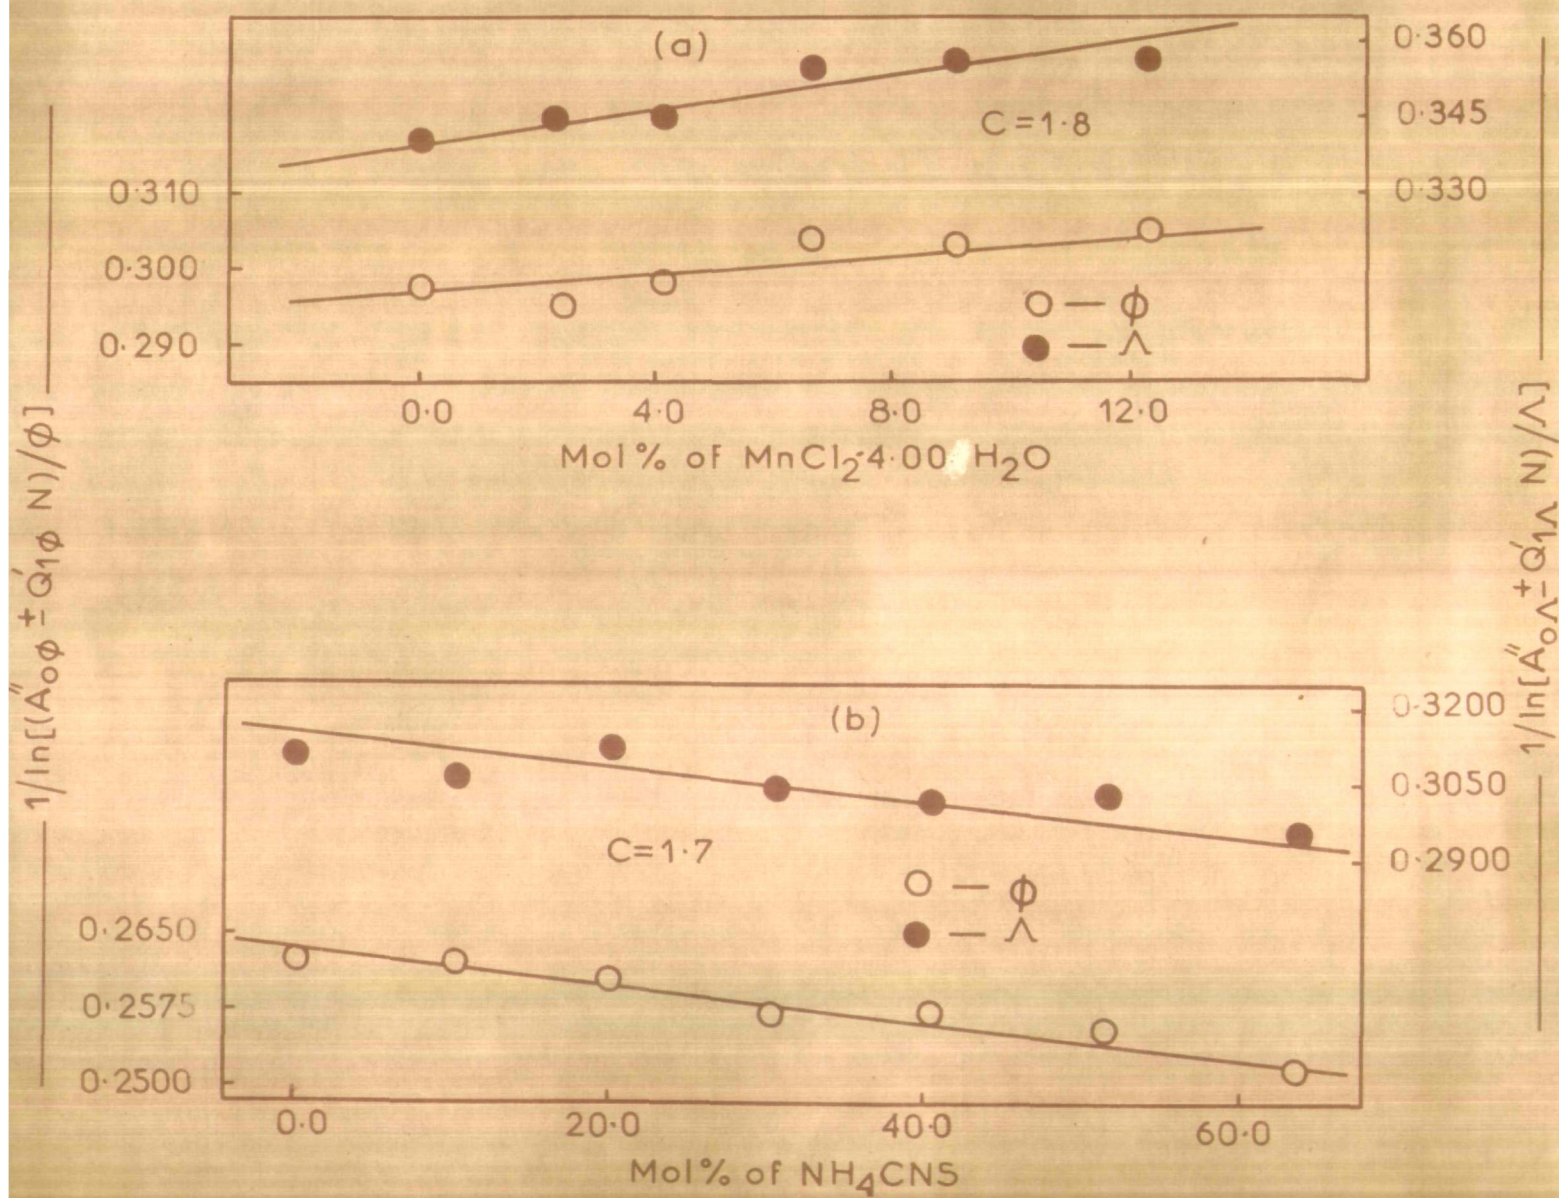 (a)
0·360
0·345
0·330
C=1·8
0·310
0·300
0·290
○ — ϕ
● — Λ
0·0 4·0 8·0 12·0
Mol% of MnCl₂·4·00 H₂O
1/ln[(A″₀ϕ ± Q′₁ϕ N)/ϕ]
1/ln[A″₀Λ ± Q′₁Λ N)/Λ]
(b)
0·3200
0·3050
0·2900
C=1·7
○ — ϕ
● — Λ
0·2650
0·2575
0·2500
0·0 20·0 40·0 60·0
Mol% of NH₄CNS